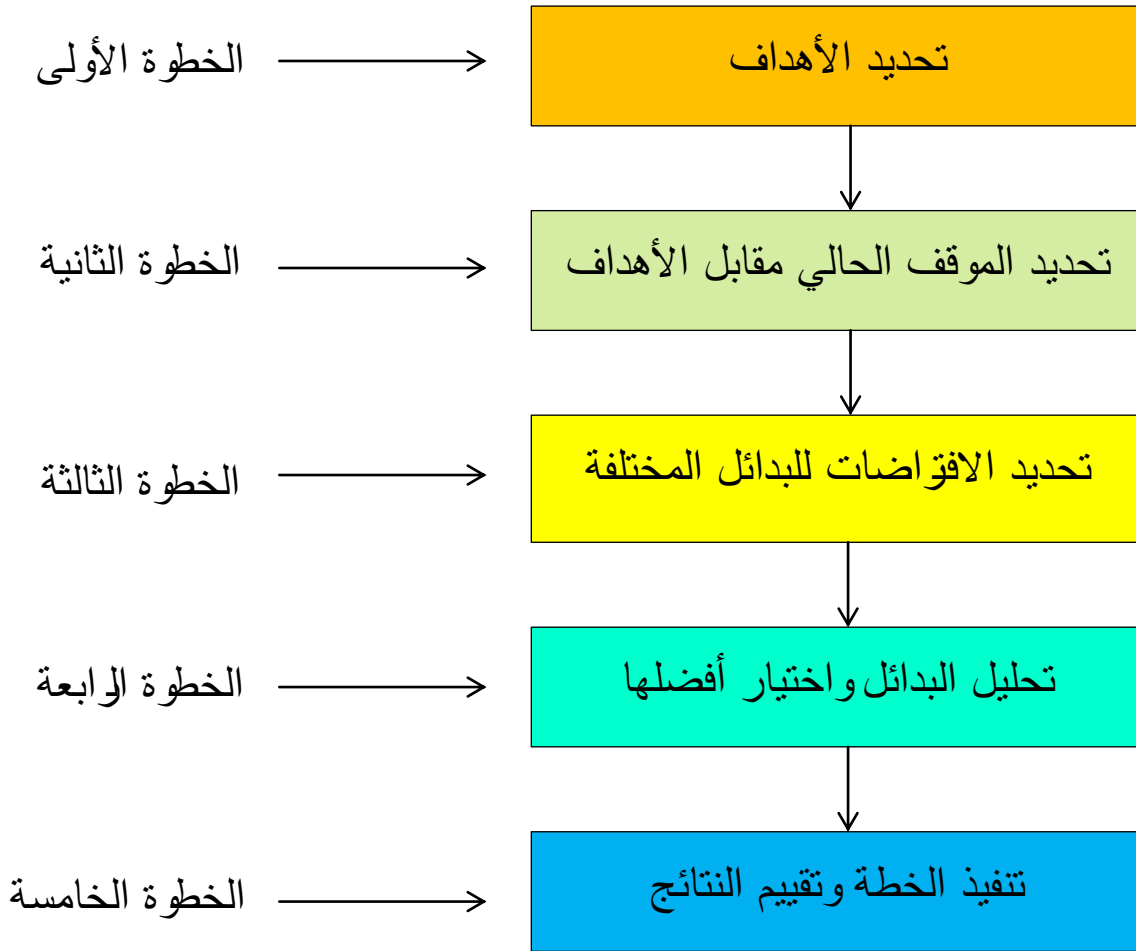 الخطوة الأولى
تحديد الأهداف
الخطوة الثانية
تحديد الموقف الحالي مقابل الأهداف
الخطوة الثالثة
تحديد الافتراضات للبدائل المختلفة
الخطوة الرابعة
تحليل البدائل واختيار أفضلها
الخطوة الخامسة
تنفيذ الخطة وتقييم النتائج